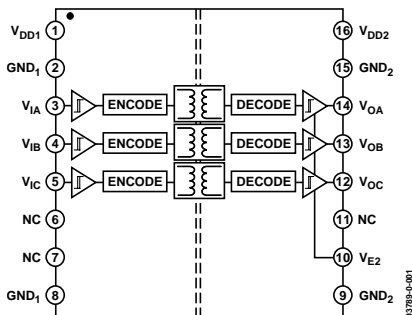 VDD1 1 16 VDD2
GND1 2 15 GND2
VIA 3 ENCODE DECODE 14 VOA
VIB 4 ENCODE DECODE 13 VOB
VIC 5 ENCODE DECODE 12 VOC
NC 6 11 NC
NC 7 10 VE2
GND1 8 9 GND2
03789-0-001